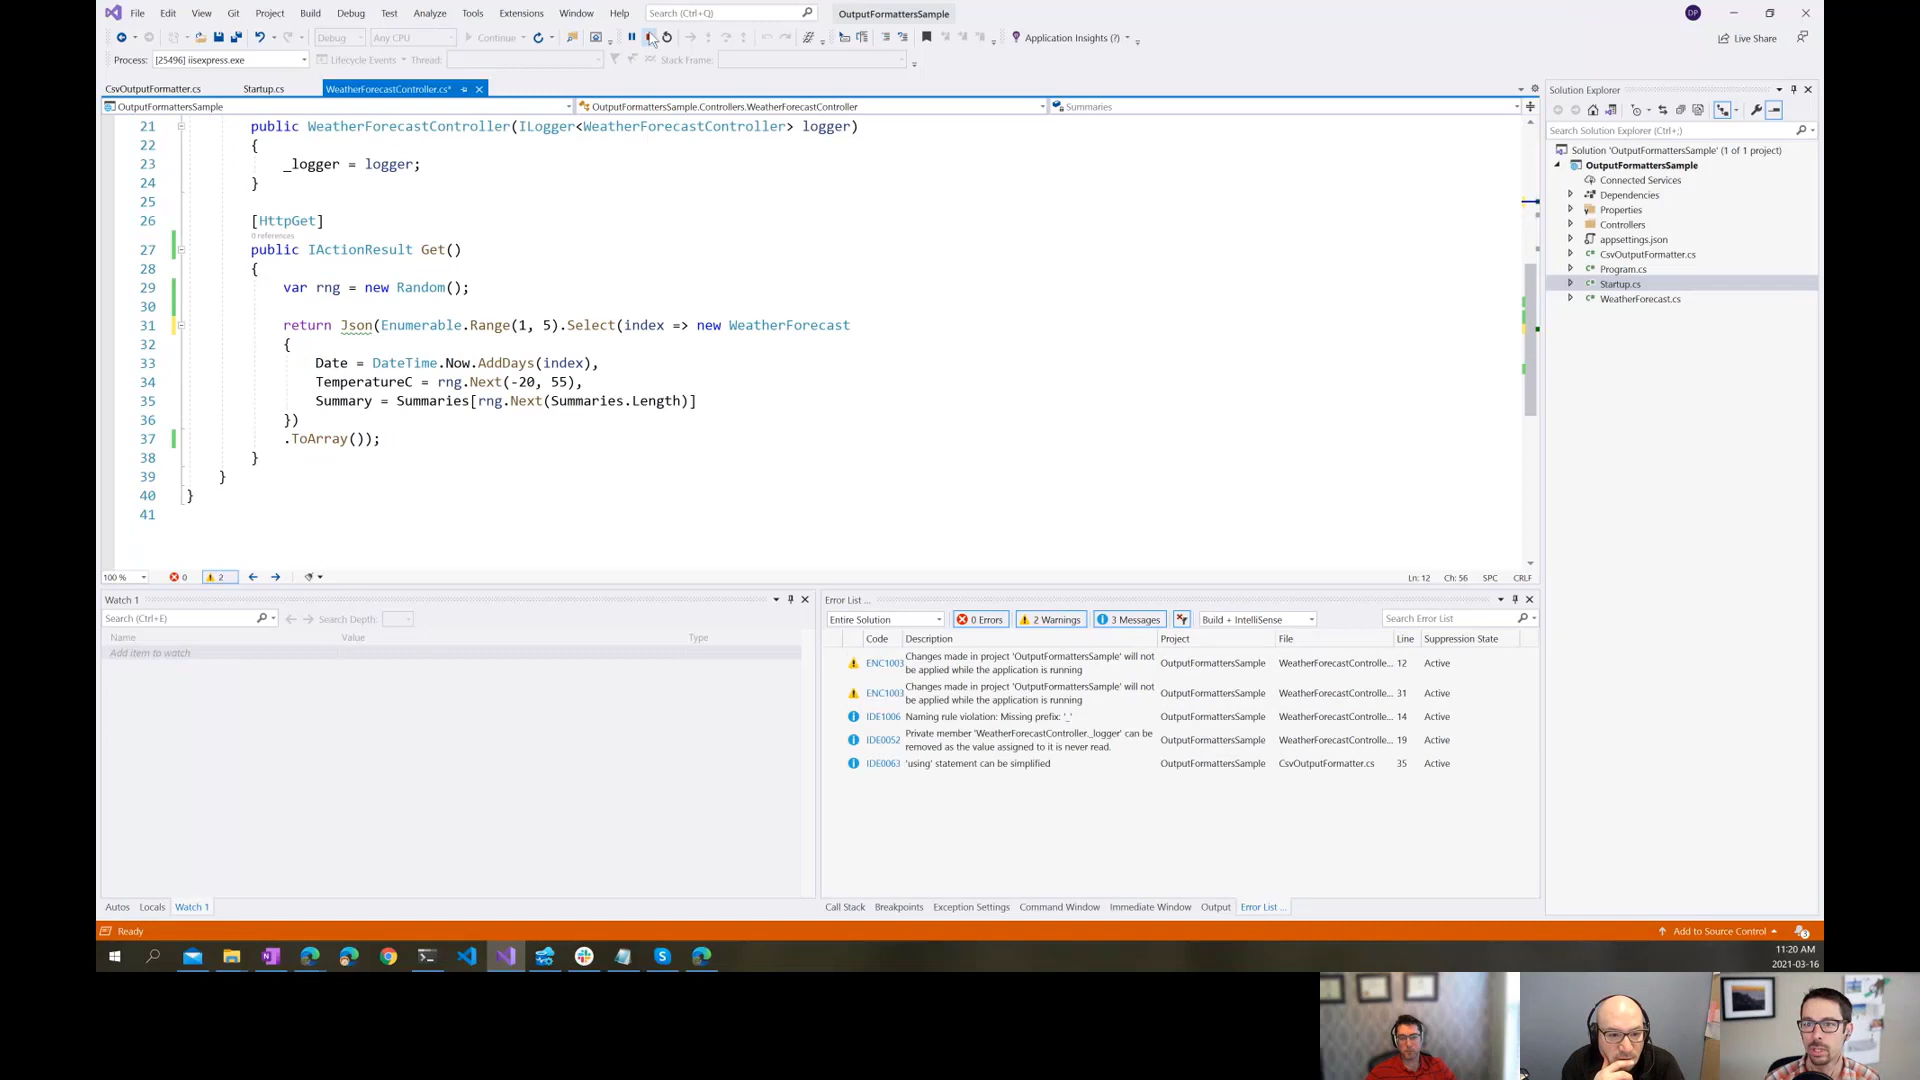 File Edit View Git Project Build Debug Test Analyze Tools Extensions Window Help Search (Ctrl+Q) OutputFormattersSample DP
Debug Any CPU Continue Application Insights (?) Live Share
Process: [25496] iisexpress.exe Lifecycle Events Thread: Stack Frame:
CsvOutputFormatter.cs Startup.cs WeatherForecastController.cs*
OutputFormattersSample OutputFormattersSample.Controllers.WeatherForecastController Summaries
21 public WeatherForecastController(ILogger<WeatherForecastController> logger)
22 {
23 _logger = logger;
24 }
25
26 [HttpGet]
0 references
27 public IActionResult Get()
28 {
29 var rng = new Random();
30
31 return Json(Enumerable.Range(1, 5).Select(index => new WeatherForecast
32 {
33 Date = DateTime.Now.AddDays(index),
34 TemperatureC = rng.Next(-20, 55),
35 Summary = Summaries[rng.Next(Summaries.Length)]
36 })
37 .ToArray());
38 }
39 }
40 }
41
100 % 0 2 Ln: 12 Ch: 56 SPC CRLF
Solution Explorer
Search Solution Explorer (Ctrl+;)
Solution 'OutputFormattersSample' (1 of 1 project)
OutputFormattersSample
Connected Services
Dependencies
Properties
Controllers
appsettings.json
CsvOutputFormatter.cs
Program.cs
Startup.cs
WeatherForecast.cs
Watch 1
Search (Ctrl+E) Search Depth:
Name Value Type
Add item to watch
Autos Locals Watch 1
Error List ...
Entire Solution 0 Errors 2 Warnings 3 Messages Build + IntelliSense Search Error List
Code Description Project File Line Suppression State
ENC1003 Changes made in project 'OutputFormattersSample' will not be applied while the application is running OutputFormattersSample WeatherForecastControlle... 12 Active
ENC1003 Changes made in project 'OutputFormattersSample' will not be applied while the application is running OutputFormattersSample WeatherForecastControlle... 31 Active
IDE1006 Naming rule violation: Missing prefix: '_' OutputFormattersSample WeatherForecastControlle... 14 Active
IDE0052 Private member 'WeatherForecastController._logger' can be removed as the value assigned to it is never read. OutputFormattersSample WeatherForecastControlle... 19 Active
IDE0063 'using' statement can be simplified OutputFormattersSample CsvOutputFormatter.cs 35 Active
Call Stack Breakpoints Exception Settings Command Window Immediate Window Output Error List ...
Ready Add to Source Control 3
11:20 AM
2021-03-16